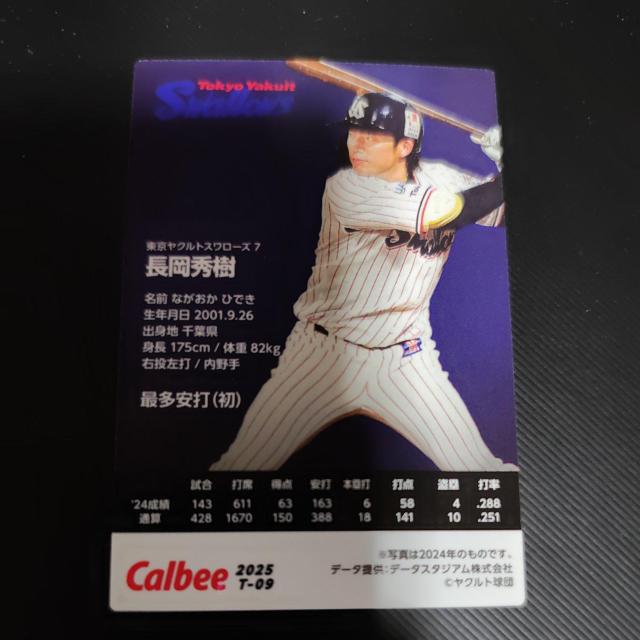 Tokyo Yakult
Swallows
東京ヤクルトスワローズ 7
長岡秀樹
名前 ながおか ひでき
生年月日 2001.9.26
出身地 千葉県
身長 175cm / 体重 82kg
右投左打 / 内野手
最多安打(初)
試合 打席 得点 安打 本塁打 打点 盗塁 打率
'24成績 143 611 63 163 6 58 4 .288
通算 428 1670 150 388 18 141 10 .251
Calbee 2025
T-09
※写真は2024年のものです。
データ提供:データスタジアム株式会社
©ヤクルト球団